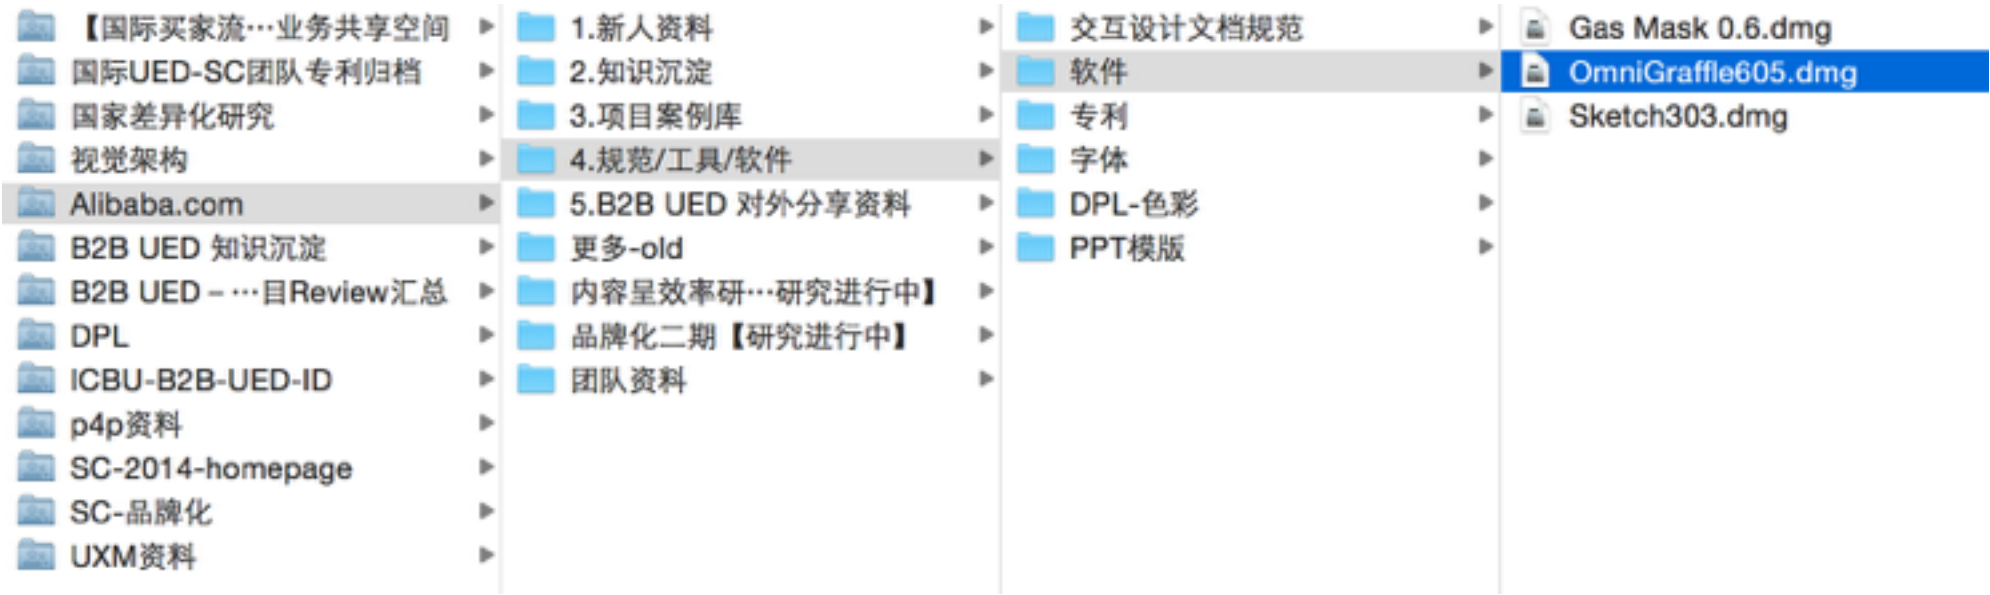 【国际买家流…业务共享空间
国际UED-SC团队专利归档
国家差异化研究
视觉架构
Alibaba.com
B2B UED 知识沉淀
B2B UED – …目Review汇总
DPL
ICBU-B2B-UED-ID
p4p资料
SC-2014-homepage
SC-品牌化
UXM资料
1.新人资料
2.知识沉淀
3.项目案例库
4.规范/工具/软件
5.B2B UED 对外分享资料
更多-old
内容呈效率研…研究进行中】
品牌化二期【研究进行中】
团队资料
交互设计文档规范
软件
专利
字体
DPL-色彩
PPT模版
Gas Mask 0.6.dmg
OmniGraffle605.dmg
Sketch303.dmg